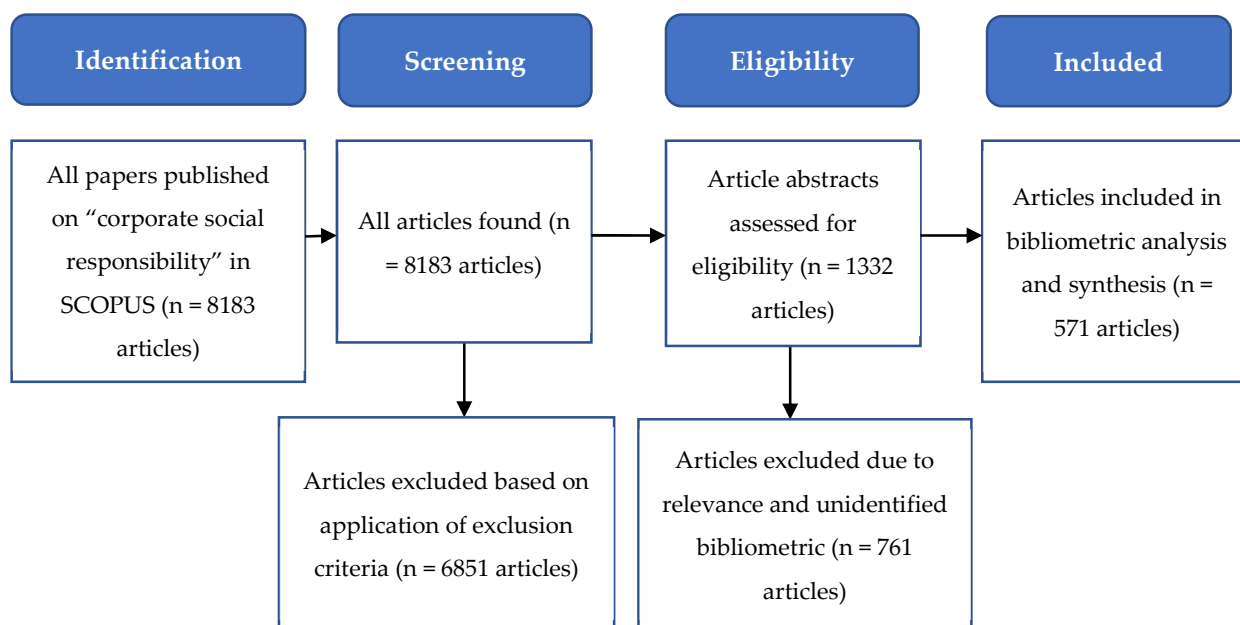 Identification
Screening
Eligibility
Included
All papers published
on “corporate social
responsibility” in
SCOPUS (n = 8183
articles)
All articles found (n
= 8183 articles)
Article abstracts
assessed for
eligibility (n = 1332
articles)
Articles included in
bibliometric analysis
and synthesis (n =
571 articles)
Articles excluded based on
application of exclusion
criteria (n = 6851 articles)
Articles excluded due to
relevance and unidentified
bibliometric (n = 761
articles)